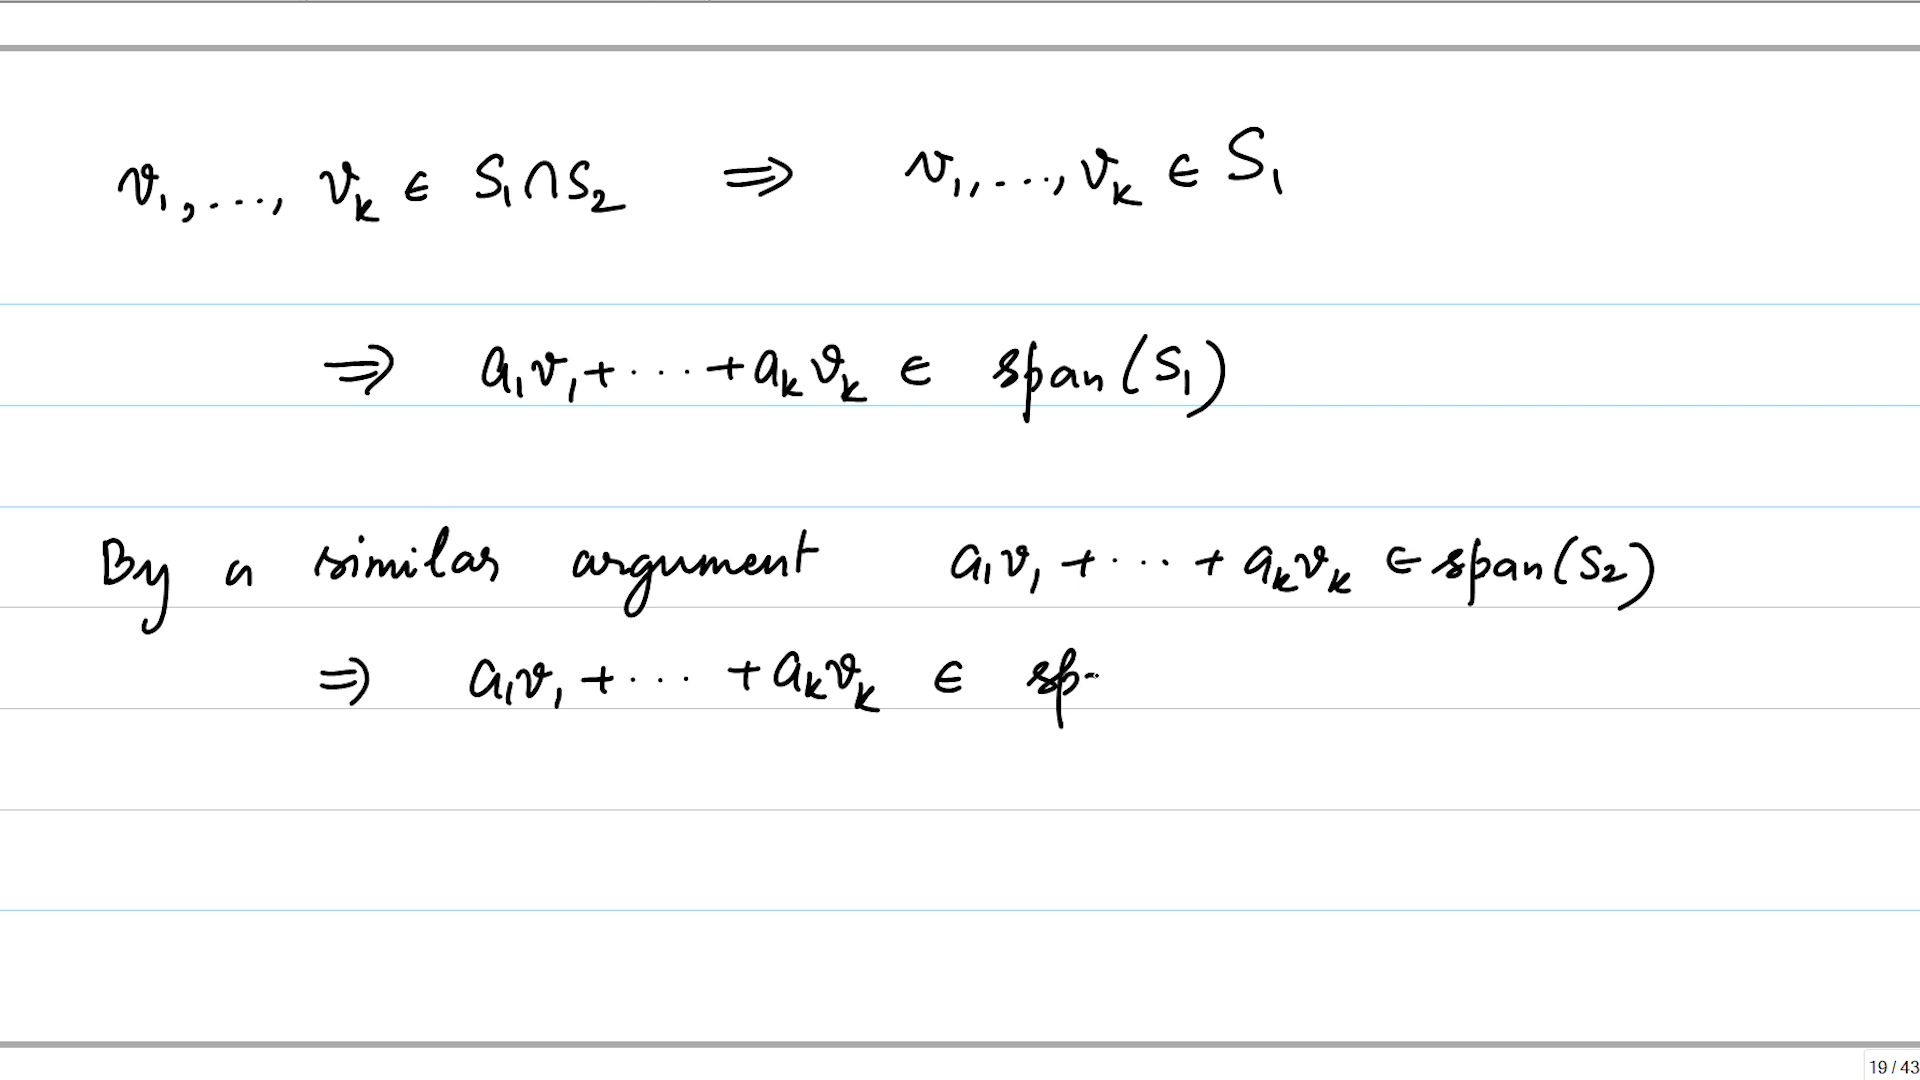 v₁, ..., vₖ ∈ S₁∩S₂ ⇒ v₁, ..., vₖ ∈ S₁
⇒ a₁v₁ + ... + aₖvₖ ∈ span(S₁)
By a similar argument a₁v₁ + ... + aₖvₖ ∈ span(S₂)
⇒ a₁v₁ + ... + aₖvₖ ∈ sp
19 / 43